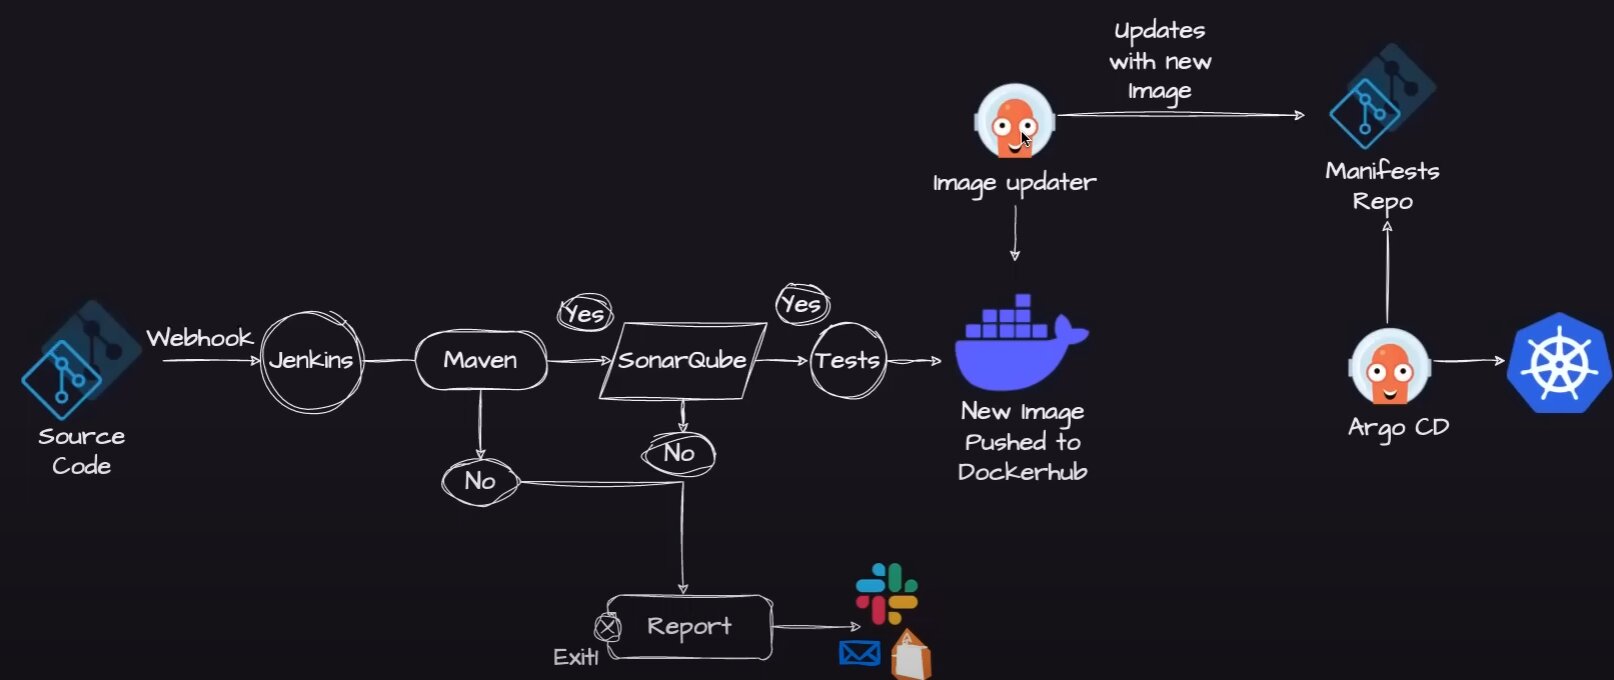 Updates
with new
Image
Image updater
Manifests
Repo
Webhook
Jenkins
Maven
Yes
SonarQube
Yes
Tests
Source
Code
No
No
New Image
Pushed to
Dockerhub
Argo CD
Report
Exit!
A